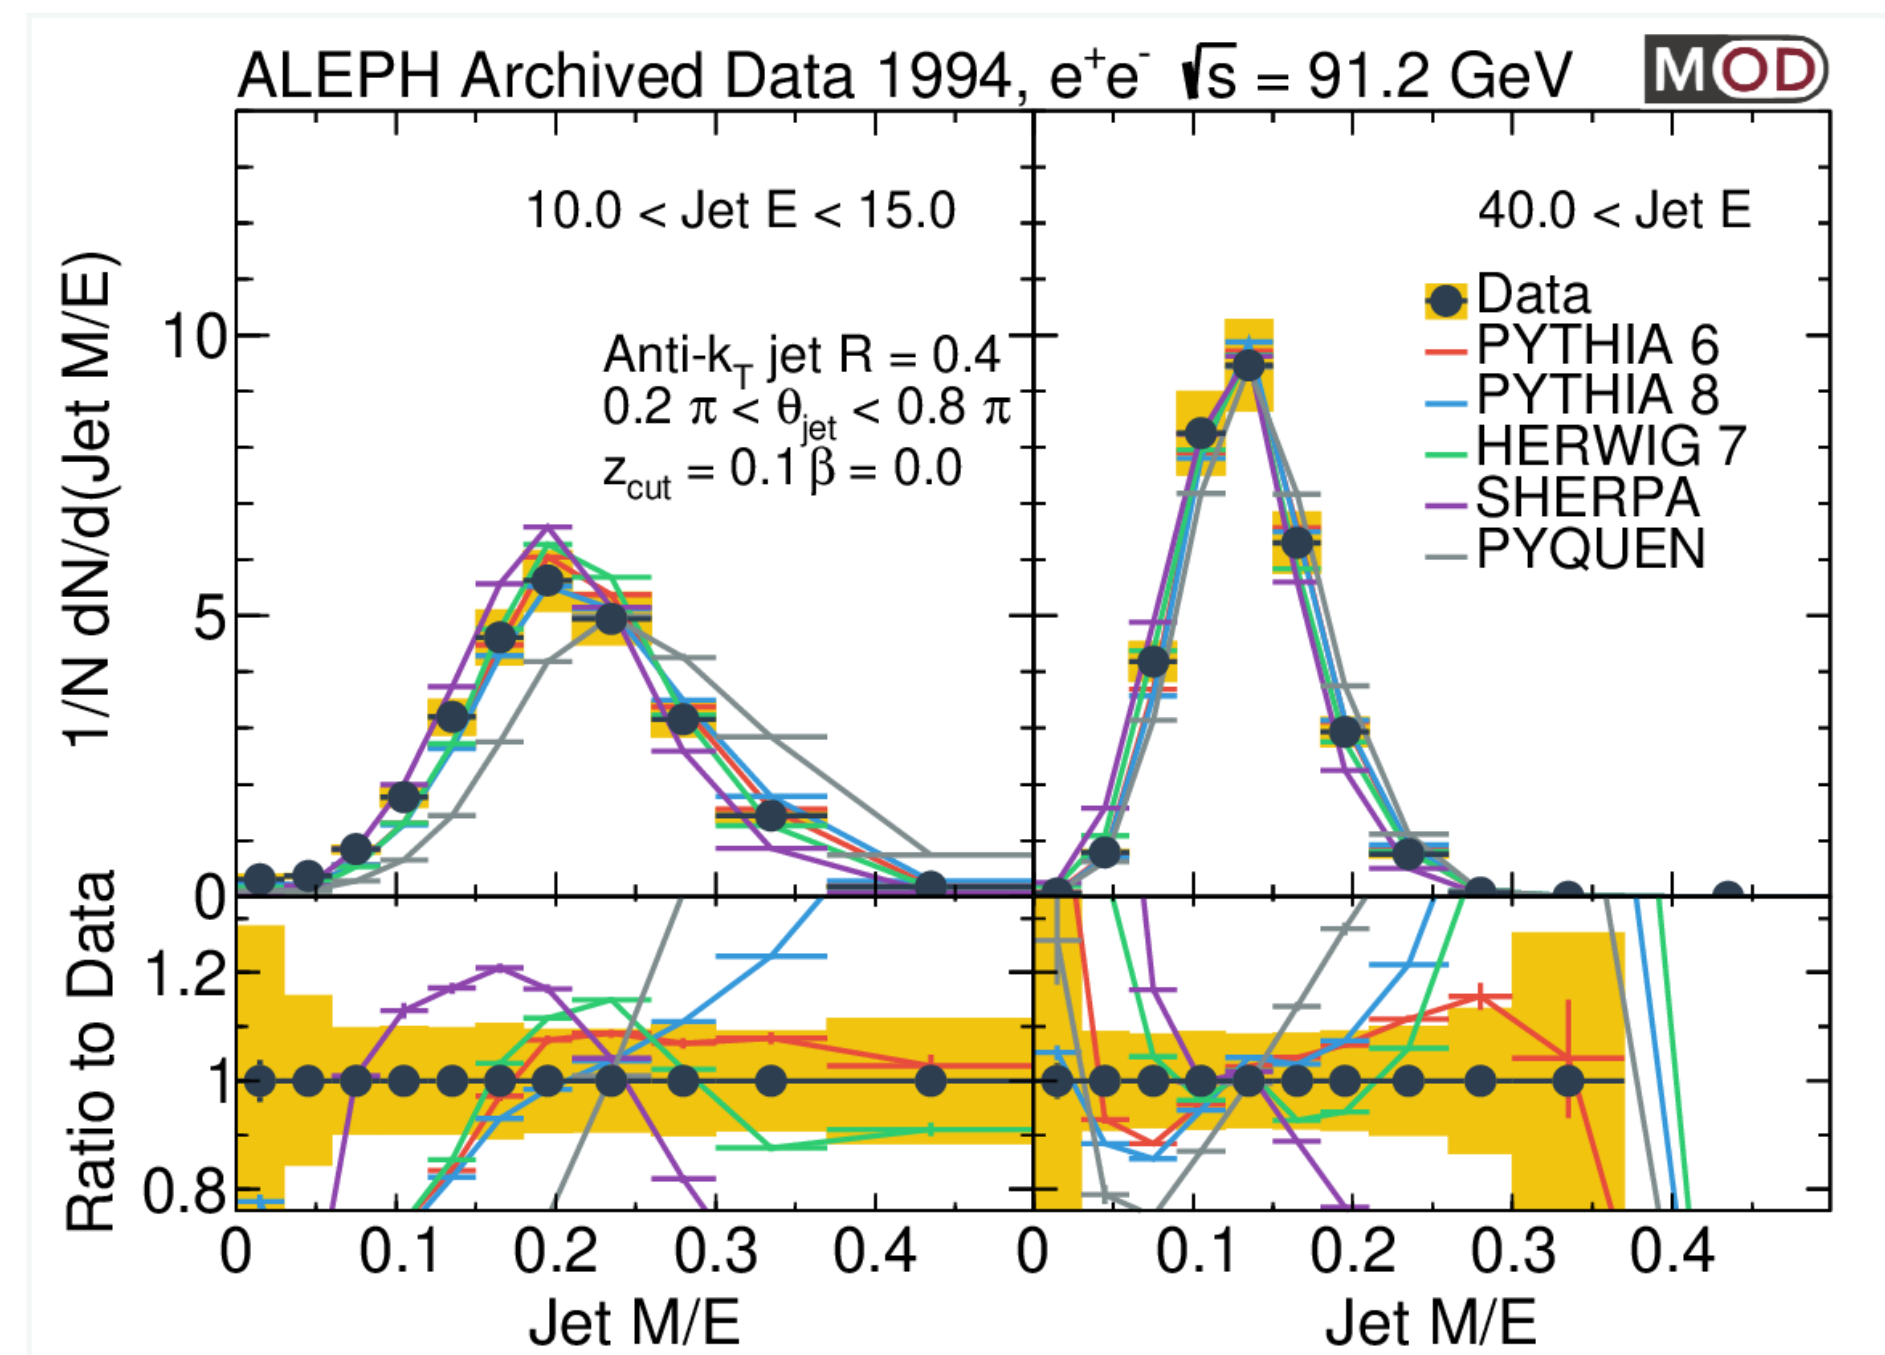 ALEPH Archived Data 1994, e⁺e⁻ √s = 91.2 GeV
MOD
10.0 < Jet E < 15.0
40.0 < Jet E
Anti-k_T jet R = 0.4
0.2 π < θ_jet < 0.8 π
z_cut = 0.1 β = 0.0
Data
PYTHIA 6
PYTHIA 8
HERWIG 7
SHERPA
PYQUEN
1/N dN/d(Jet M/E)
10
5
0
Ratio to Data
1.2
1
0.8
0 0.1 0.2 0.3 0.4 0 0.1 0.2 0.3 0.4
Jet M/E Jet M/E